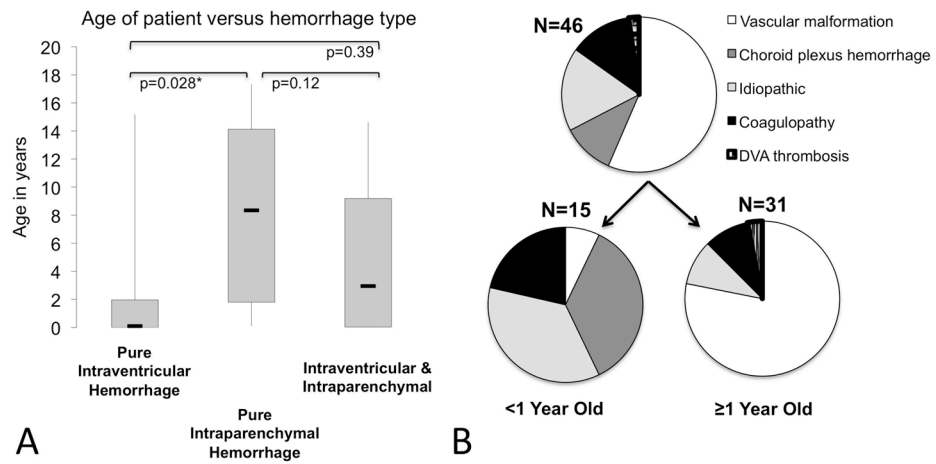 Age of patient versus hemorrhage type
p=0.39
p=0.028*
p=0.12
20
18
16
14
12
10
8
6
4
2
0
Age in years
Pure
Intraventricular
Hemorrhage
Pure
Intraparenchymal
Hemorrhage
Intraventricular &
Intraparenchymal
A
N=46
Vascular malformation
Choroid plexus hemorrhage
Idiopathic
Coagulopathy
DVA thrombosis
N=15
N=31
<1 Year Old
≥1 Year Old
B